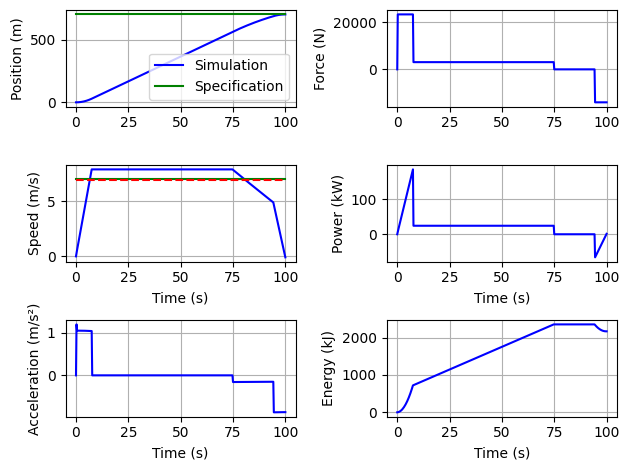 Position (m)
500
0
0 25 50 75 100
Simulation
Specification
Force (N)
20000
0
0 25 50 75 100
Speed (m/s)
5
0
0 25 50 75 100
Time (s)
Power (kW)
100
0
0 25 50 75 100
Time (s)
Acceleration (m/s²)
1
0
0 25 50 75 100
Time (s)
Energy (kJ)
2000
1000
0
0 25 50 75 100
Time (s)